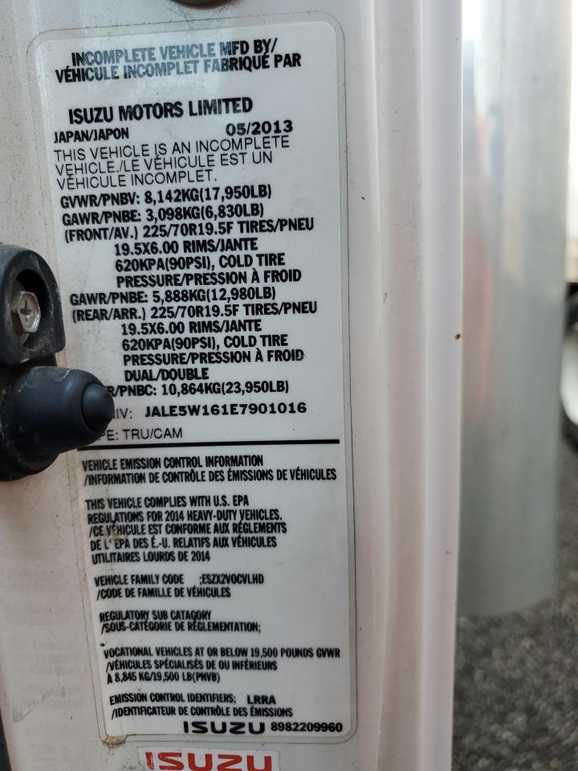 INCOMPLETE VEHICLE MFD BY/
VÉHICULE INCOMPLET FABRIQUÉ PAR
ISUZU MOTORS LIMITED
JAPAN/JAPON 05/2013
THIS VEHICLE IS AN INCOMPLETE
VEHICLE./LE VÉHICULE EST UN
VÉHICULE INCOMPLET.
GVWR/PNBV: 8,142KG(17,950LB)
GAWR/PNBE: 3,098KG(6,830LB)
(FRONT/AV.) 225/70R19.5F TIRES/PNEU
19.5X6.00 RIMS/JANTE
620KPA(90PSI), COLD TIRE
PRESSURE/PRESSION À FROID
GAWR/PNBE: 5,888KG(12,980LB)
(REAR/ARR.) 225/70R19.5F TIRES/PNEU
19.5X6.00 RIMS/JANTE
620KPA(90PSI), COLD TIRE
PRESSURE/PRESSION À FROID
DUAL/DOUBLE
R/PNBC: 10,864KG(23,950LB)
NIV: JALE5W161E7901016
PE: TRU/CAM
VEHICLE EMISSION CONTROL INFORMATION
/INFORMATION DE CONTRÔLE DES ÉMISSIONS DE VÉHICULES
THIS VEHICLE COMPLIES WITH U.S. EPA
REGULATIONS FOR 2014 HEAVY-DUTY VEHICLES.
/CE VÉHICULE EST CONFORME AUX RÈGLEMENTS
DE L' EPA DES É.-U. RELATIFS AUX VÉHICULES
UTILITAIRES LOURDS DE 2014
VEHICLE FAMILY CODE ;ESZX2VOCVLHD
/CODE DE FAMILLE DE VÉHICULES
REGULATORY SUB CATAGORY
/SOUS-CATÉGORIE DE RÉGLEMENTATION;
VOCATIONAL VEHICLES AT OR BELOW 19,500 POUNDS GVWR
/VÉHICULES SPÉCIALISÉS DE OU INFÉRIEURS
À 8,845 KG/19,500 LB(PNVB)
EMISSION CONTROL IDENTIFIERS; LRRA
/IDENTIFICATEUR DE CONTRÔLE DES ÉMISSIONS
ISUZU 8982209960
ISUZU